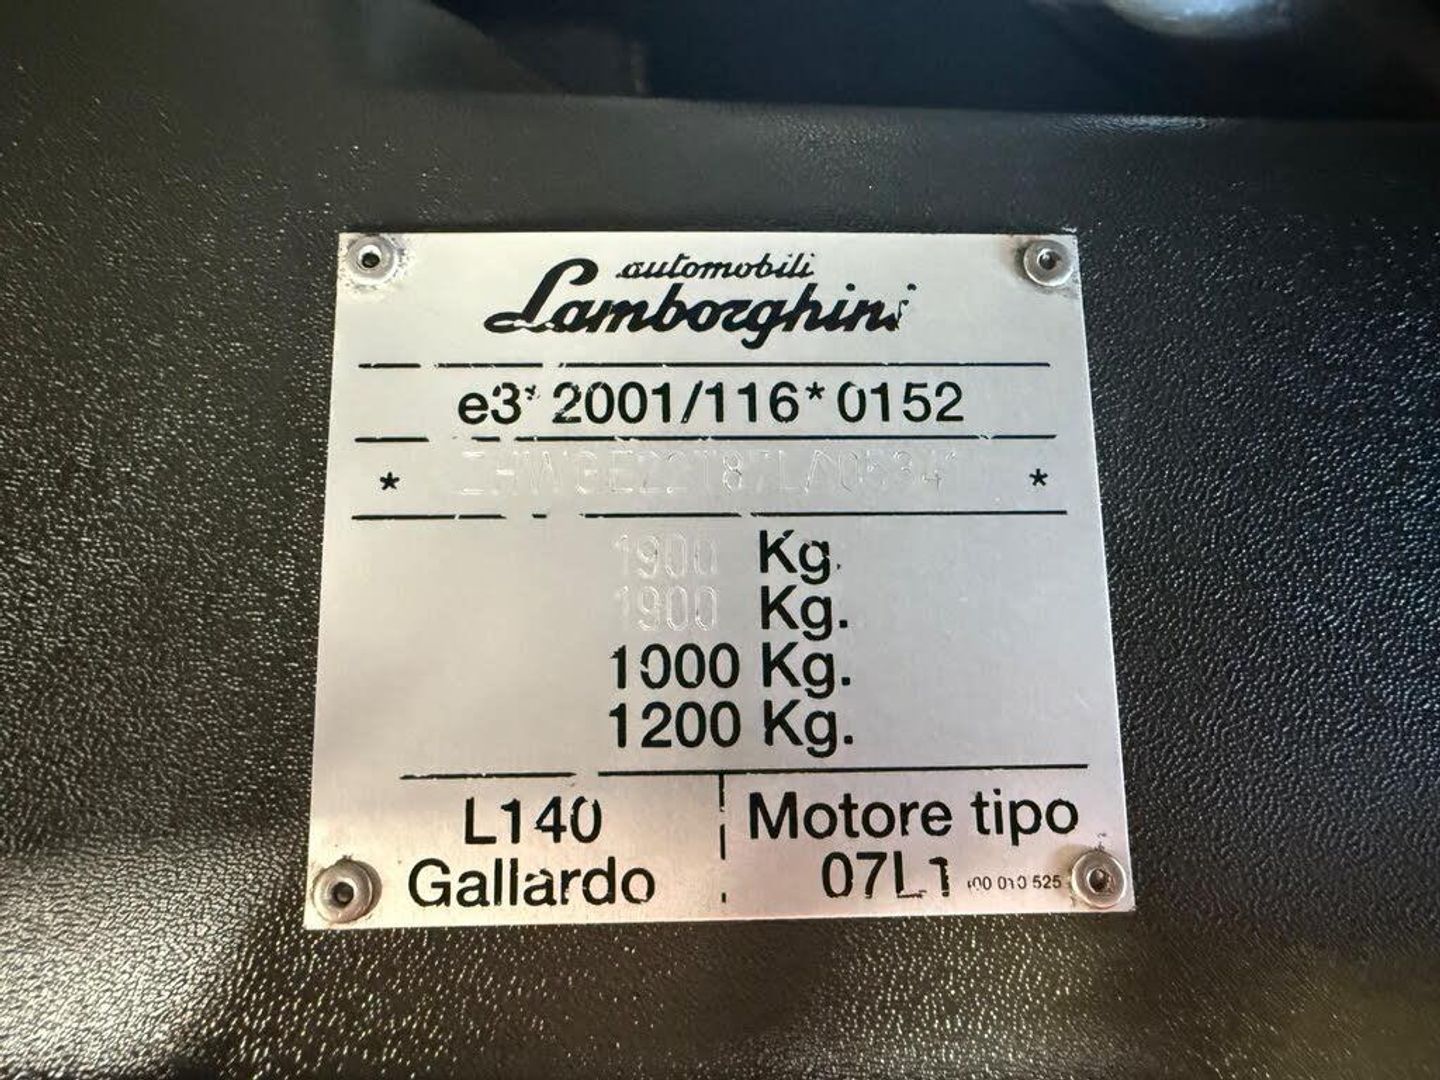 automobili
Lamborghini
e3* 2001/116* 0152
* *
1900 Kg.
1900 Kg.
1000 Kg.
1200 Kg.
L140
Gallardo
Motore tipo
07L1